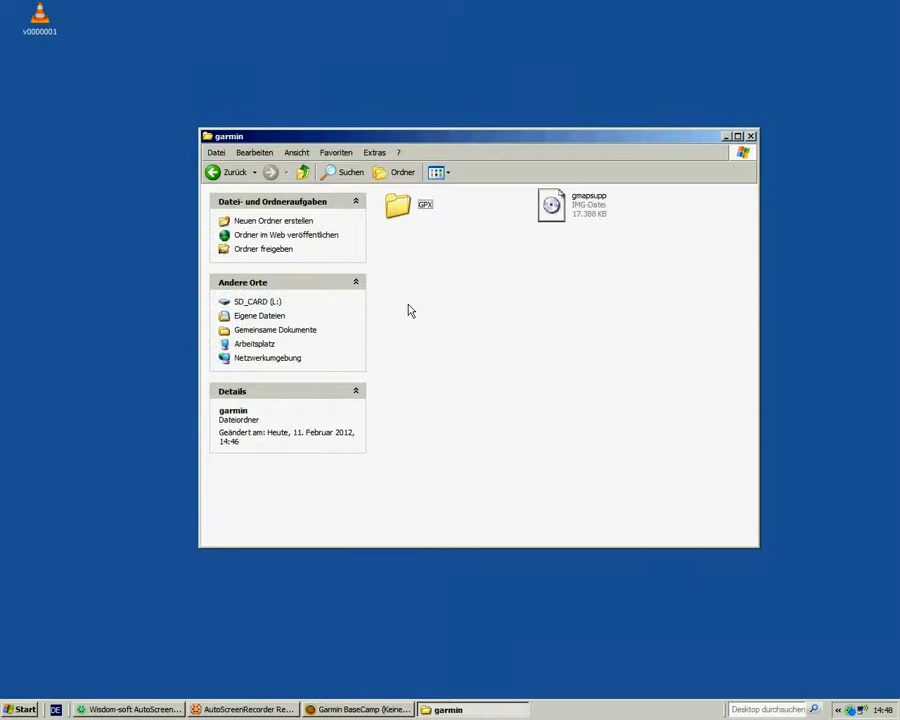 v0000001
garmin
Datei Bearbeiten Ansicht Favoriten Extras ?
Zurück Suchen Ordner
Datei- und Ordneraufgaben
Neuen Ordner erstellen
Ordner im Web veröffentlichen
Ordner freigeben
Andere Orte
SD_CARD (L:)
Eigene Dateien
Gemeinsame Dokumente
Arbeitsplatz
Netzwerkumgebung
Details
garmin
Dateiordner
Geändert am: Heute, 11. Februar 2012,
14:46
GPX
gmapsupp
IMG-Datei
17.388 KB
Start DE Wisdom-soft AutoScreen... AutoScreenRecorder Re... Garmin BaseCamp (Keine... garmin Desktop durchsuchen « 14:48